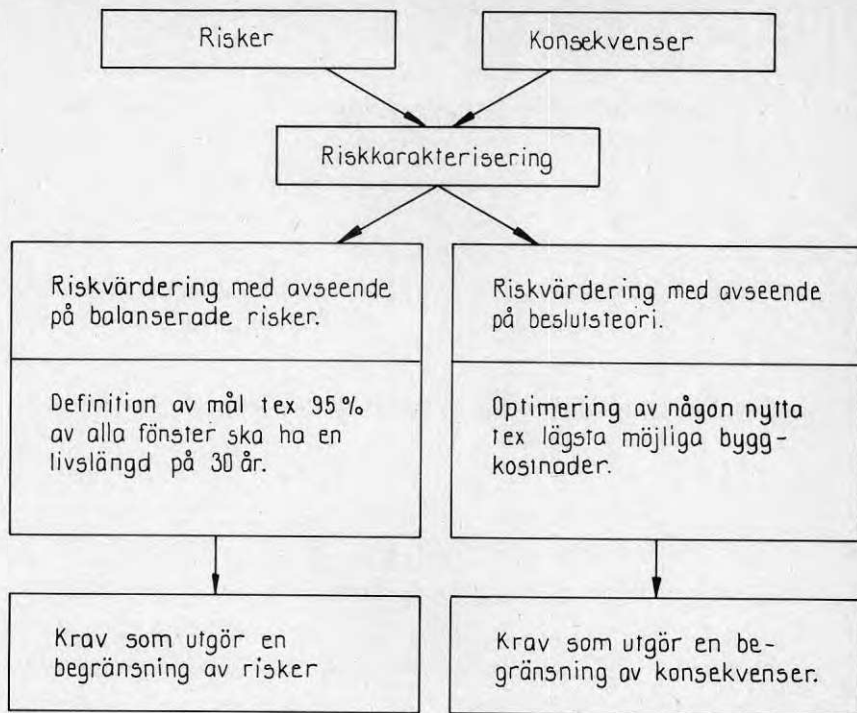 Risker
Konsekvenser
Riskkarakterisering
Riskvärdering med avseende
på balanserade risker.
Riskvärdering med avseende
på beslutsteori.
Definition av mål tex 95%
av alla fönster ska ha en
livslängd på 30 år.
Optimering av någon nytta
tex lägsta möjliga bygg-
kostnader.
Krav som utgör en
begränsning av risker
Krav som utgör en be-
gränsning av konsekvenser.